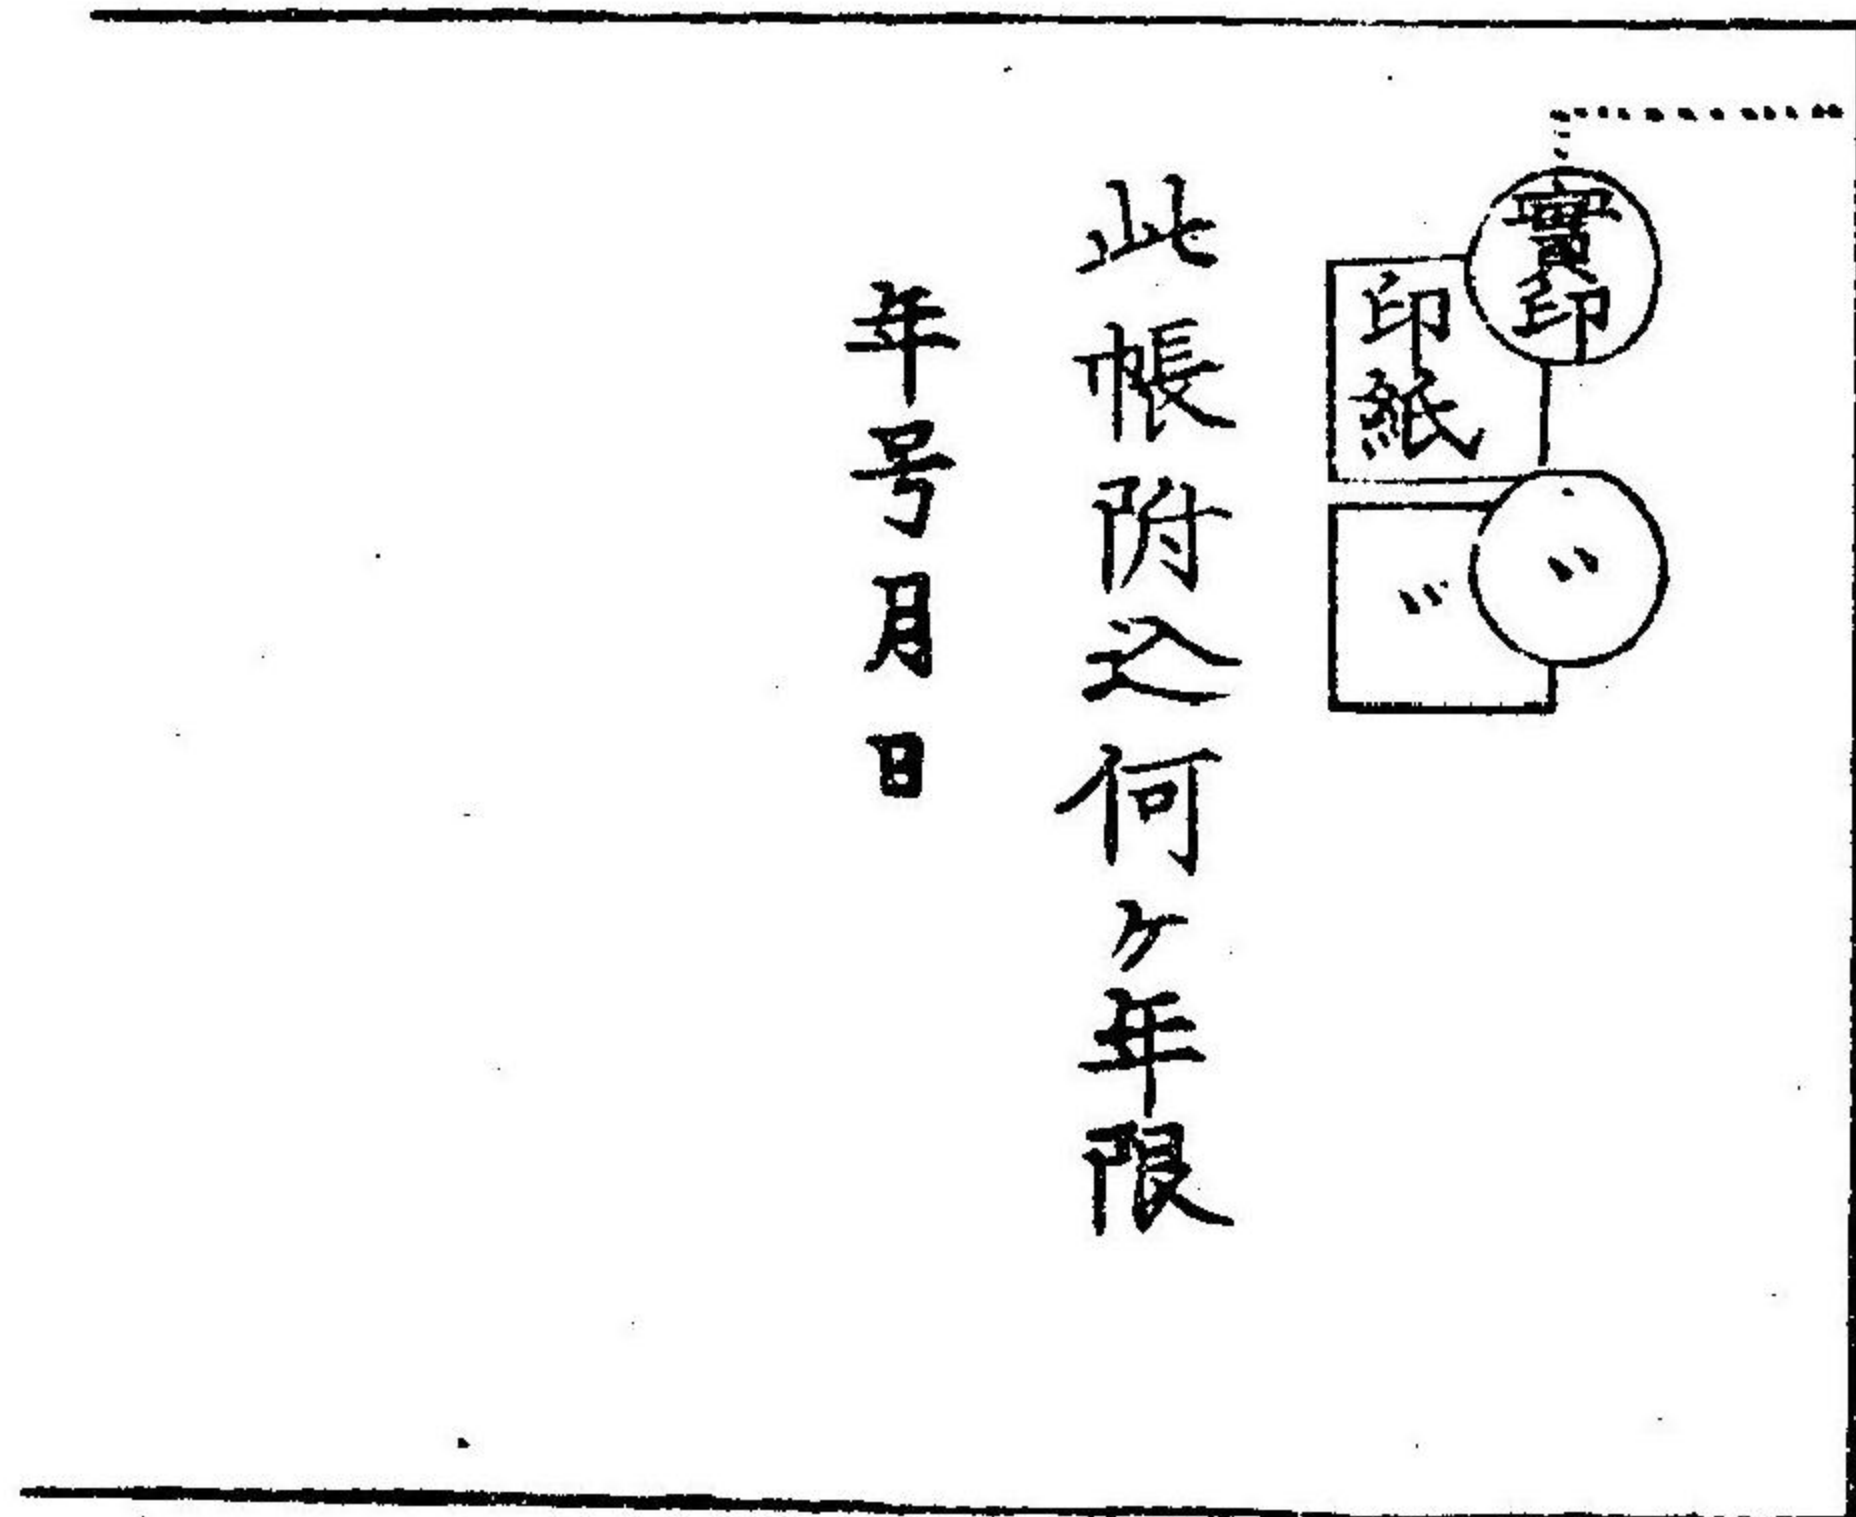 實印
印紙
〻
〻
此帳附込何ヶ年限
年号月日